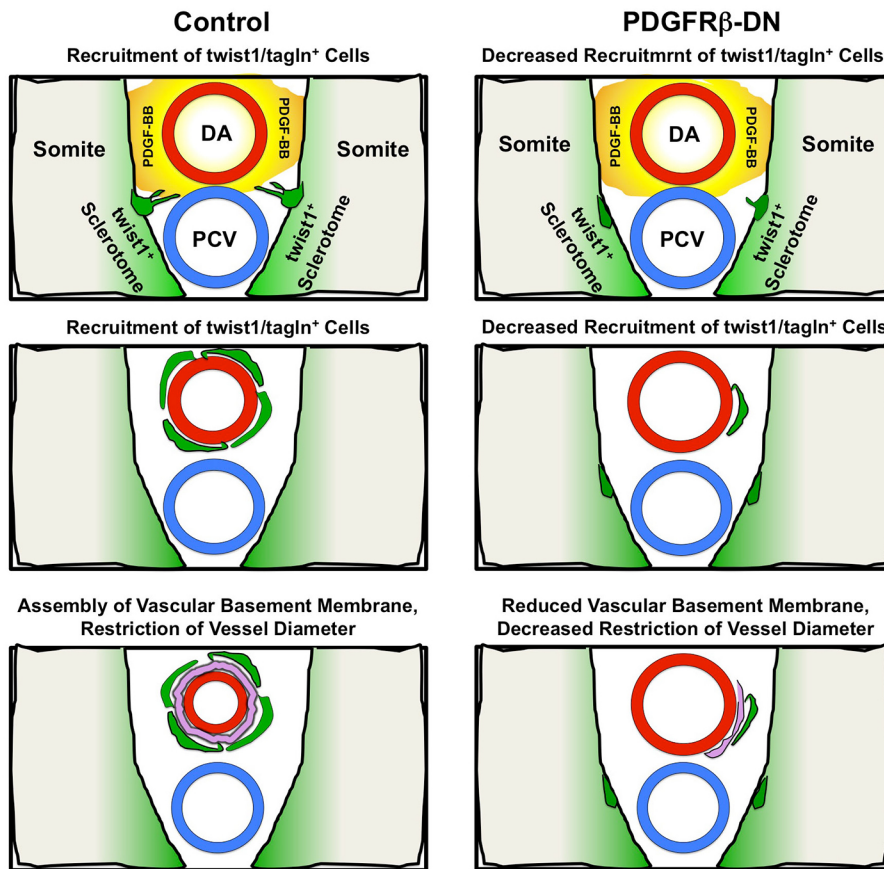 Control
Recruitment of twist1/tagln⁺ Cells
Somite
PDGF-BB
DA
PDGF-BB
Somite
PCV
twist1⁺
Sclerotome
twist1⁺
Sclerotome
Recruitment of twist1/tagln⁺ Cells
Assembly of Vascular Basement Membrane,
Restriction of Vessel Diameter
PDGFRβ-DN
Decreased Recruitmrnt of twist1/tagln⁺ Cells
Somite
PDGF-BB
DA
PDGF-BB
Somite
PCV
twist1⁺
Sclerotome
twist1⁺
Sclerotome
Decreased Recruitment of twist1/tagln⁺ Cells
Reduced Vascular Basement Membrane,
Decreased Restriction of Vessel Diameter